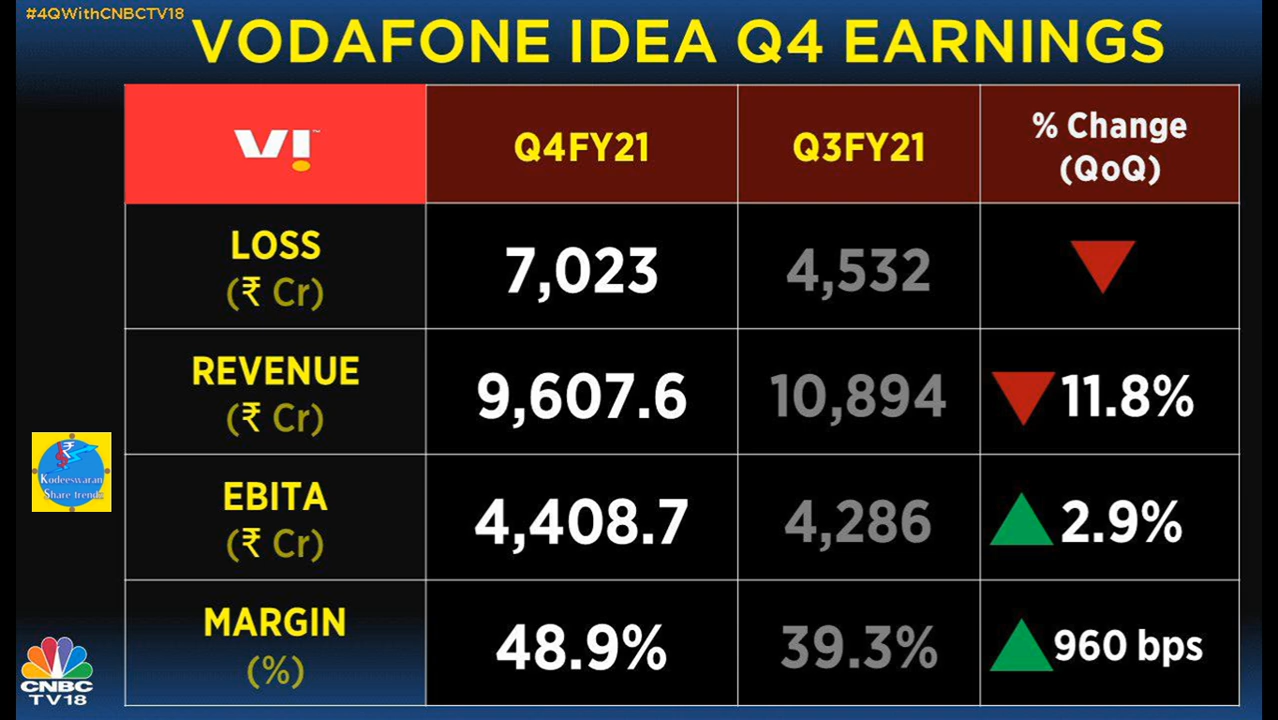 #4QWithCNBCTV18
VODAFONE IDEA Q4 EARNINGS
VI™ Q4FY21 Q3FY21 % Change
(QoQ)
LOSS
(₹ Cr) 7,023 4,532
REVENUE
(₹ Cr) 9,607.6 10,894 11.8%
EBITA
(₹ Cr) 4,408.7 4,286 2.9%
MARGIN
(%) 48.9% 39.3% 960 bps
₹
Kodeeswaran
Share trendz
CNBC
TV18